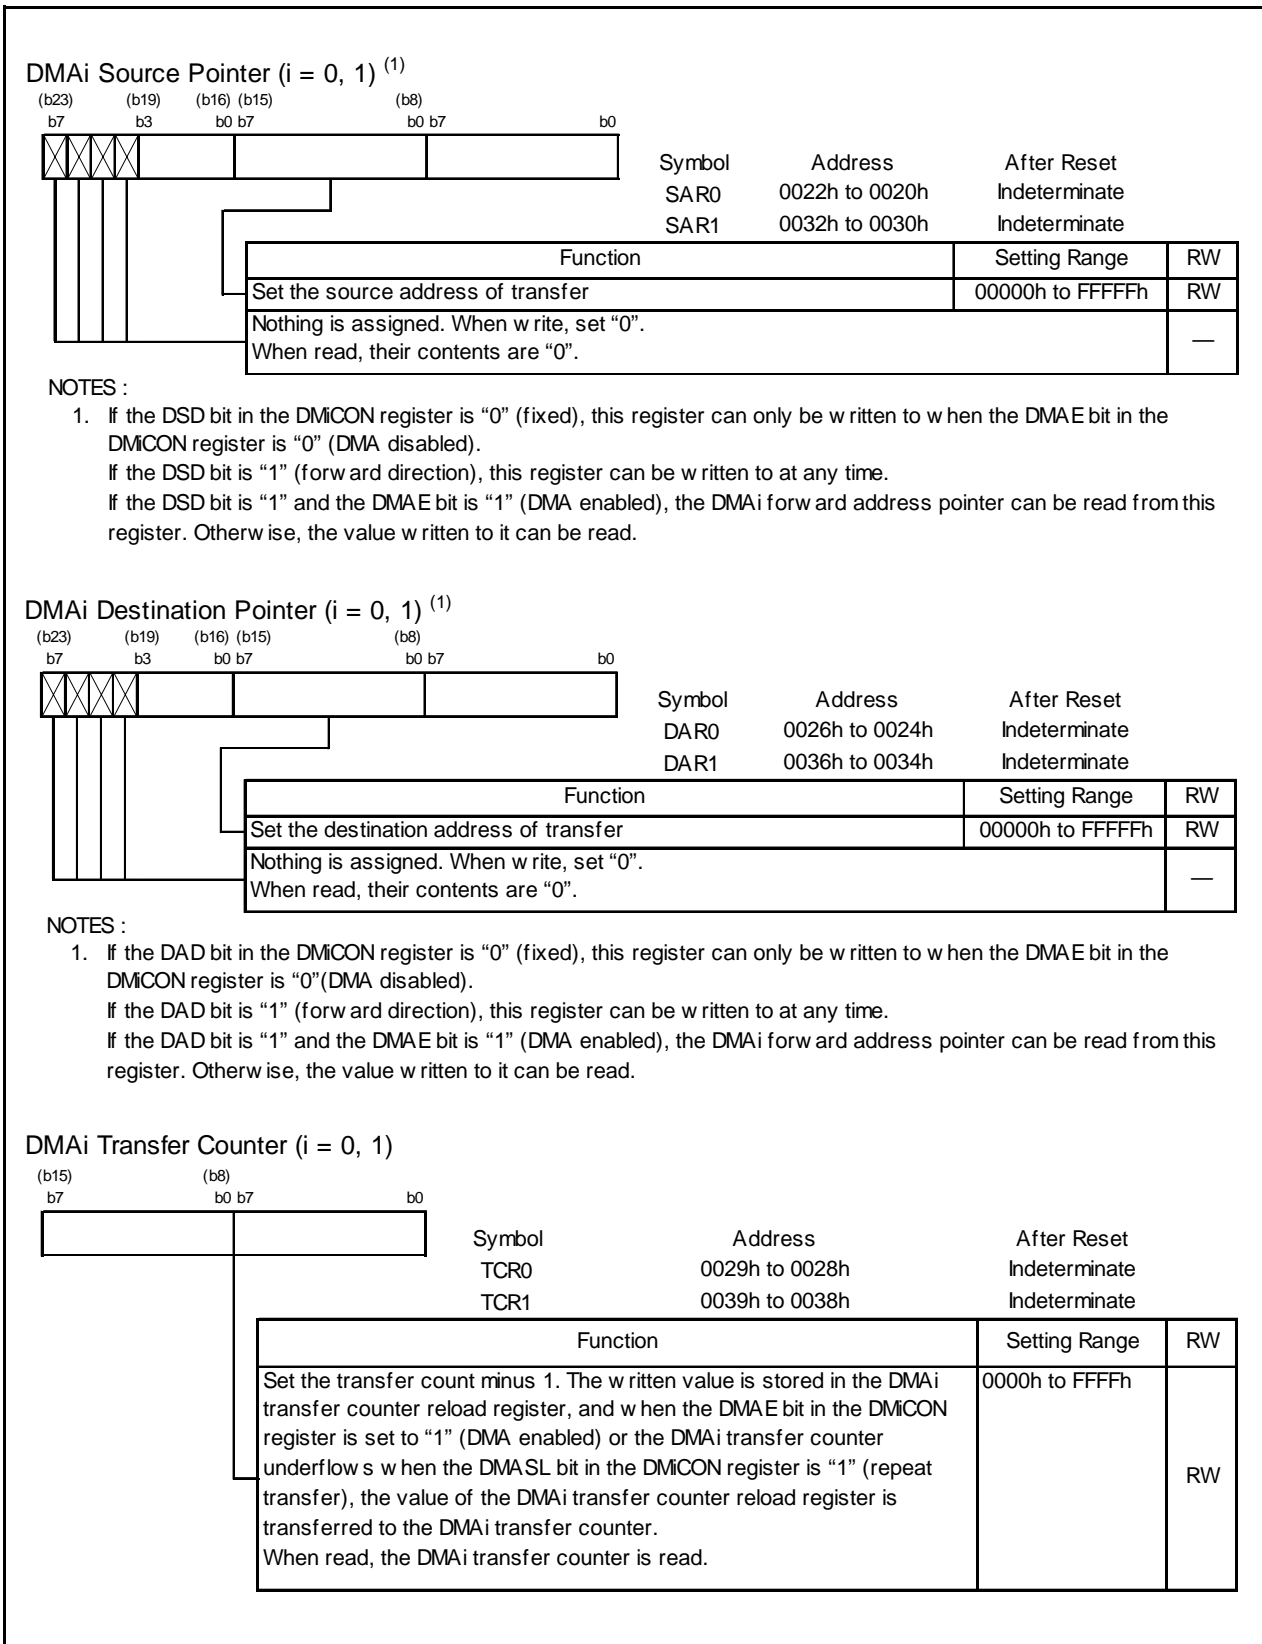 DMAi Source Pointer (i = 0, 1) (1)
(b23) (b19) (b16) (b15) (b8)
b7 b3 b0 b7 b0 b7 b0
Symbol Address After Reset
SAR0 0022h to 0020h Indeterminate
SAR1 0032h to 0030h Indeterminate
Function Setting Range RW
Set the source address of transfer 00000h to FFFFFh RW
Nothing is assigned. When write, set “0”.
When read, their contents are “0”. —
NOTES :
1. If the DSD bit in the DMiCON register is “0” (fixed), this register can only be written to when the DMAE bit in the
DMiCON register is “0” (DMA disabled).
If the DSD bit is “1” (forward direction), this register can be written to at any time.
If the DSD bit is “1” and the DMAE bit is “1” (DMA enabled), the DMAi forward address pointer can be read from this
register. Otherwise, the value written to it can be read.
DMAi Destination Pointer (i = 0, 1) (1)
(b23) (b19) (b16) (b15) (b8)
b7 b3 b0 b7 b0 b7 b0
Symbol Address After Reset
DAR0 0026h to 0024h Indeterminate
DAR1 0036h to 0034h Indeterminate
Function Setting Range RW
Set the destination address of transfer 00000h to FFFFFh RW
Nothing is assigned. When write, set “0”.
When read, their contents are “0”. —
NOTES :
1. If the DAD bit in the DMiCON register is “0” (fixed), this register can only be written to when the DMAE bit in the
DMiCON register is “0”(DMA disabled).
If the DAD bit is “1” (forward direction), this register can be written to at any time.
If the DAD bit is “1” and the DMAE bit is “1” (DMA enabled), the DMAi forward address pointer can be read from this
register. Otherwise, the value written to it can be read.
DMAi Transfer Counter (i = 0, 1)
(b15) (b8)
b7 b0 b7 b0
Symbol Address After Reset
TCR0 0029h to 0028h Indeterminate
TCR1 0039h to 0038h Indeterminate
Function Setting Range RW
Set the transfer count minus 1. The written value is stored in the DMAi 0000h to FFFFh
transfer counter reload register, and when the DMAE bit in the DMiCON
register is set to “1” (DMA enabled) or the DMAi transfer counter
underflows when the DMASL bit in the DMiCON register is “1” (repeat RW
transfer), the value of the DMAi transfer counter reload register is
transferred to the DMAi transfer counter.
When read, the DMAi transfer counter is read.